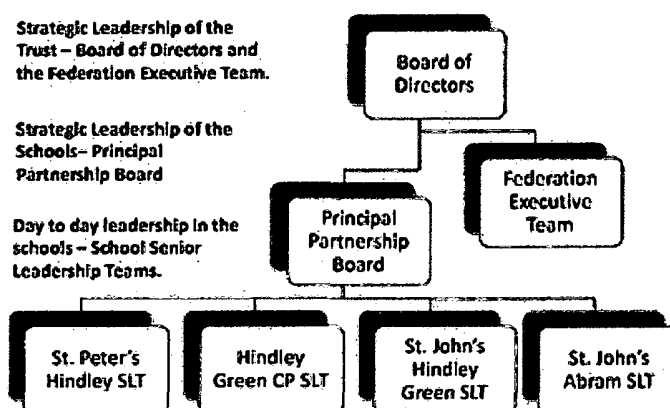 Strategic Leadership of the
Trust – Board of Directors and
the Federation Executive Team.
Strategic Leadership of the
Schools– Principal
Partnership Board
Day to day leadership in the
schools – School Senior
Leadership Teams.
Board of
Directors
Federation
Executive
Team
Principal
Partnership
Board
St. Peter's
Hindley SLT
Hindley
Green CP SLT
St. John's
Hindley
Green SLT
St. John's
Abram SLT